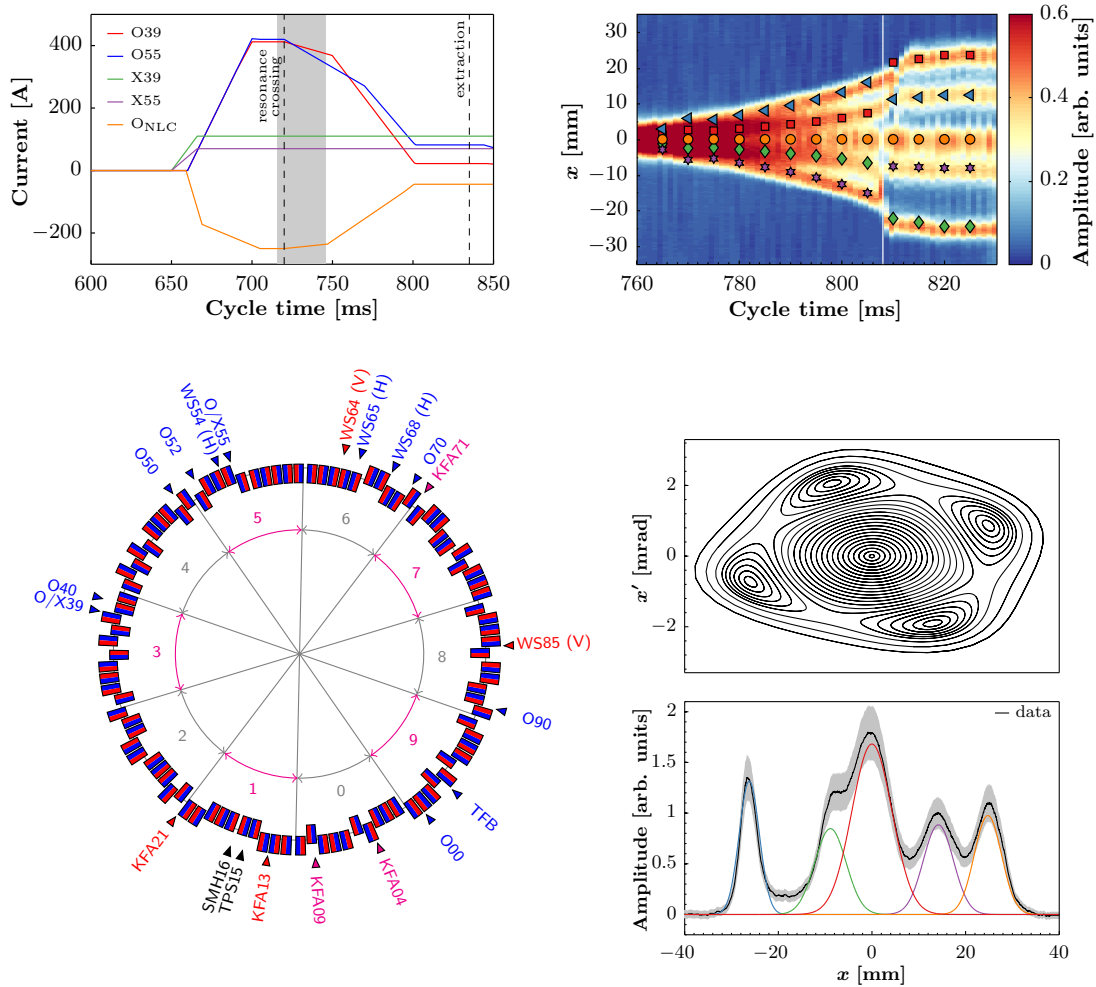 O39
O55
X39
X55
O_NLC
resonance
crossing
extraction
400
200
0
−200
Current [A]
600
650
700
750
800
850
Cycle time [ms]
30
20
10
0
−10
−20
−30
x [mm]
760
780
800
820
Cycle time [ms]
0.6
0.4
0.2
0
Amplitude [arb. units]
WS64 (V)
WS65 (H)
WS68 (H)
O70
KFA71
O/X55
WS54 (H)
O52
O50
O40
O/X39
WS85 (V)
O90
TFB
O00
KFA04
KFA09
KFA13
TPS15
SMH16
KFA21
5
6
4
7
3
8
2
9
1
0
2
0
−2
x′ [mrad]
data
2
1.5
1
0.5
0
Amplitude [arb. units]
−40
−20
0
20
40
x [mm]